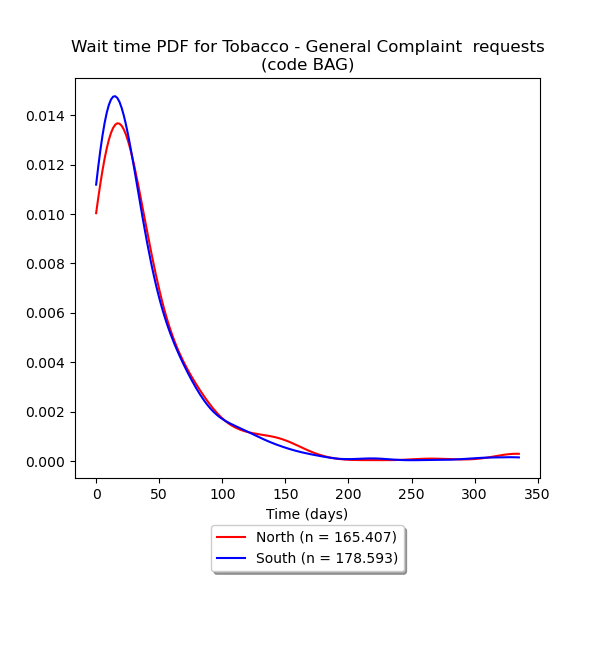 Wait time PDF for Tobacco - General Complaint  requests
(code BAG)
0.014
0.012
0.010
0.008
0.006
0.004
0.002
0.000
0 50 100 150 200 250 300 350
Time (days)
North (n = 165.407)
South (n = 178.593)